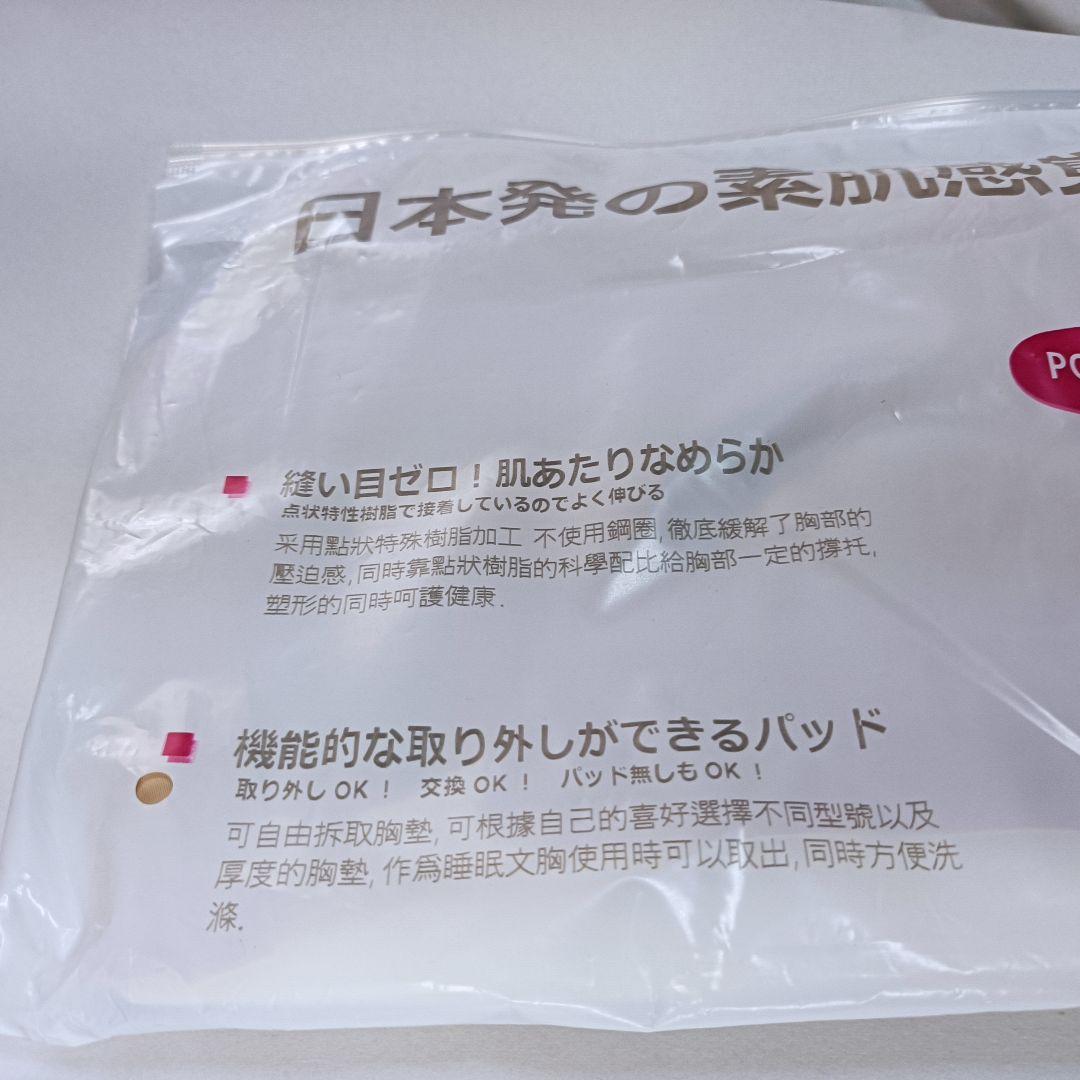 日本発の素肌感
PO
縫い目ゼロ！肌あたりなめらか
点状特性樹脂で接着しているのでよく伸びる
采用點狀特殊樹脂加工 不使用鋼圈,徹底緩解了胸部的
壓迫感,同時靠點狀樹脂的科學配比給胸部一定的撐托,
塑形的同時呵護健康.
機能的な取り外しができるパッド
取り外しOK！ 交換OK！ パッド無しもOK！
可自由拆取胸墊,可根據自己的喜好選擇不同型號以及
厚度的胸墊,作爲睡眠文胸使用時可以取出,同時方便洗
滌.